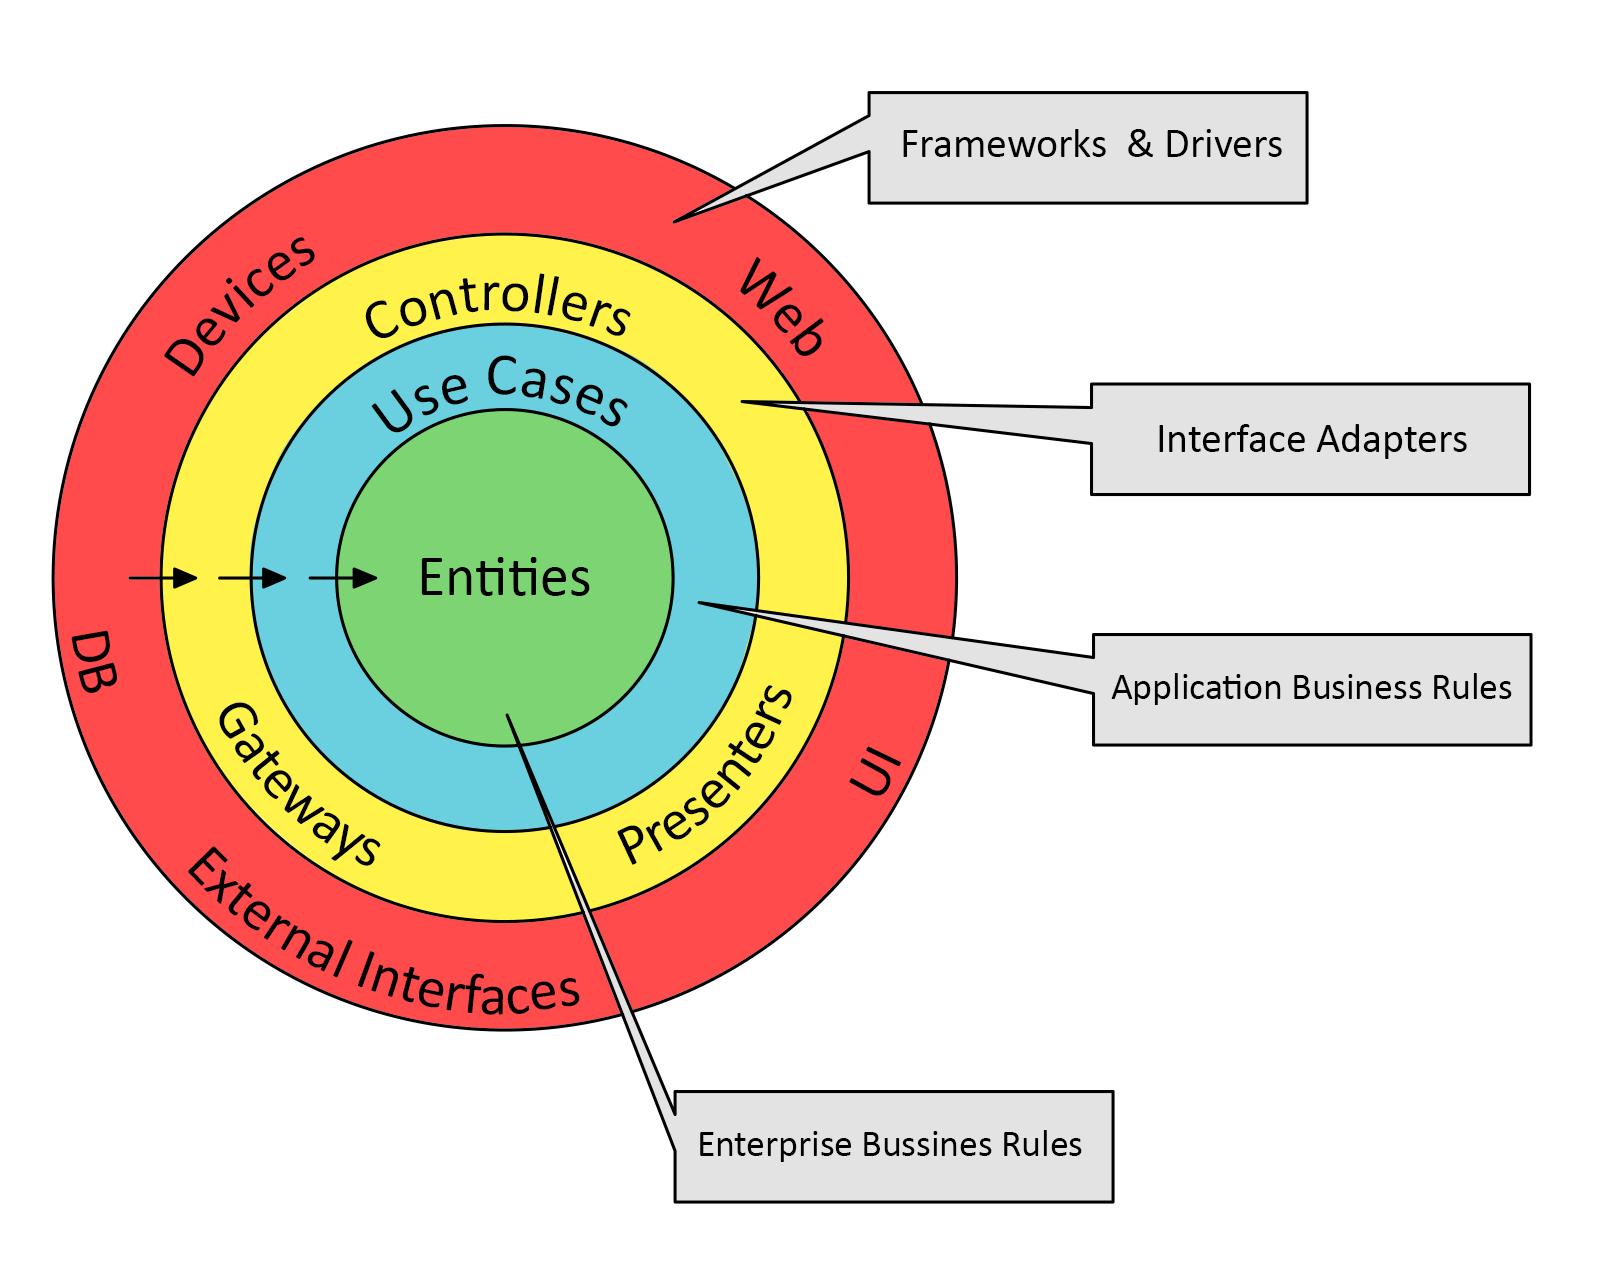 Frameworks & Drivers
Devices
Web
Controllers
Use Cases
Interface Adapters
Entities
DB
Application Business Rules
Gateways
Presenters
UI
External Interfaces
Enterprise Bussines Rules